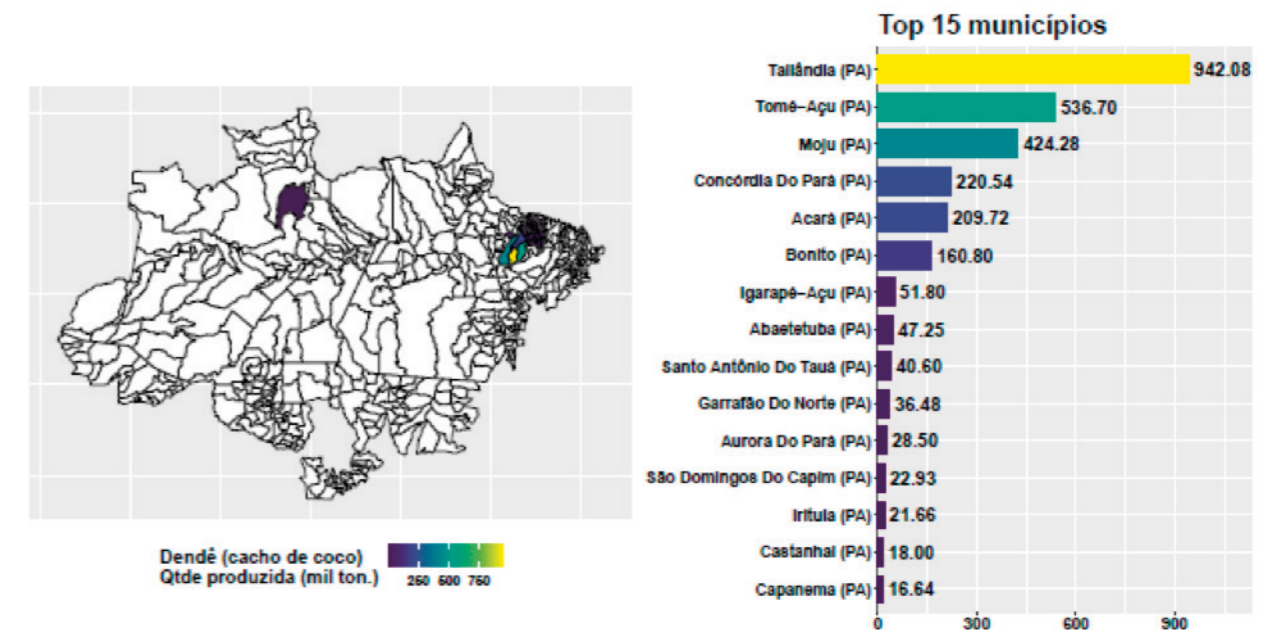 Top 15 municípios
Tailândia (PA) 942.08
Tomé-Açu (PA) 536.70
Moju (PA) 424.28
Concórdia Do Pará (PA) 220.54
Acará (PA) 209.72
Bonito (PA) 160.80
Igarapé-Açu (PA) 51.80
Abaetetuba (PA) 47.25
Santo Antônio Do Tauá (PA) 40.60
Garrafão Do Norte (PA) 36.48
Aurora Do Pará (PA) 28.50
São Domingos Do Capim (PA) 22.93
Irituia (PA) 21.66
Castanhal (PA) 18.00
Capanema (PA) 16.64
0 300 600 900
Dendê (cacho de coco)
Qtde produzida (mil ton.)
250 500 750